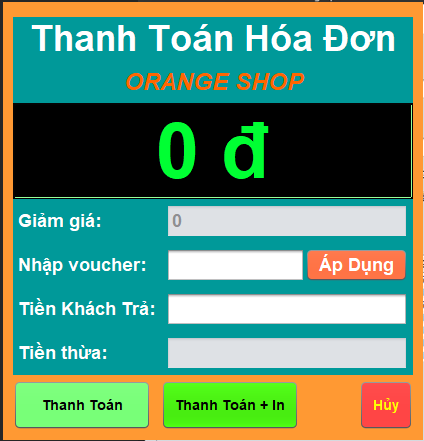 Thanh Toán Hóa Đơn
ORANGE SHOP
0 đ
Giảm giá: 0
Nhập voucher: Áp Dụng
Tiền Khách Trả:
Tiền thừa:
Thanh Toán Thanh Toán + In Hủy